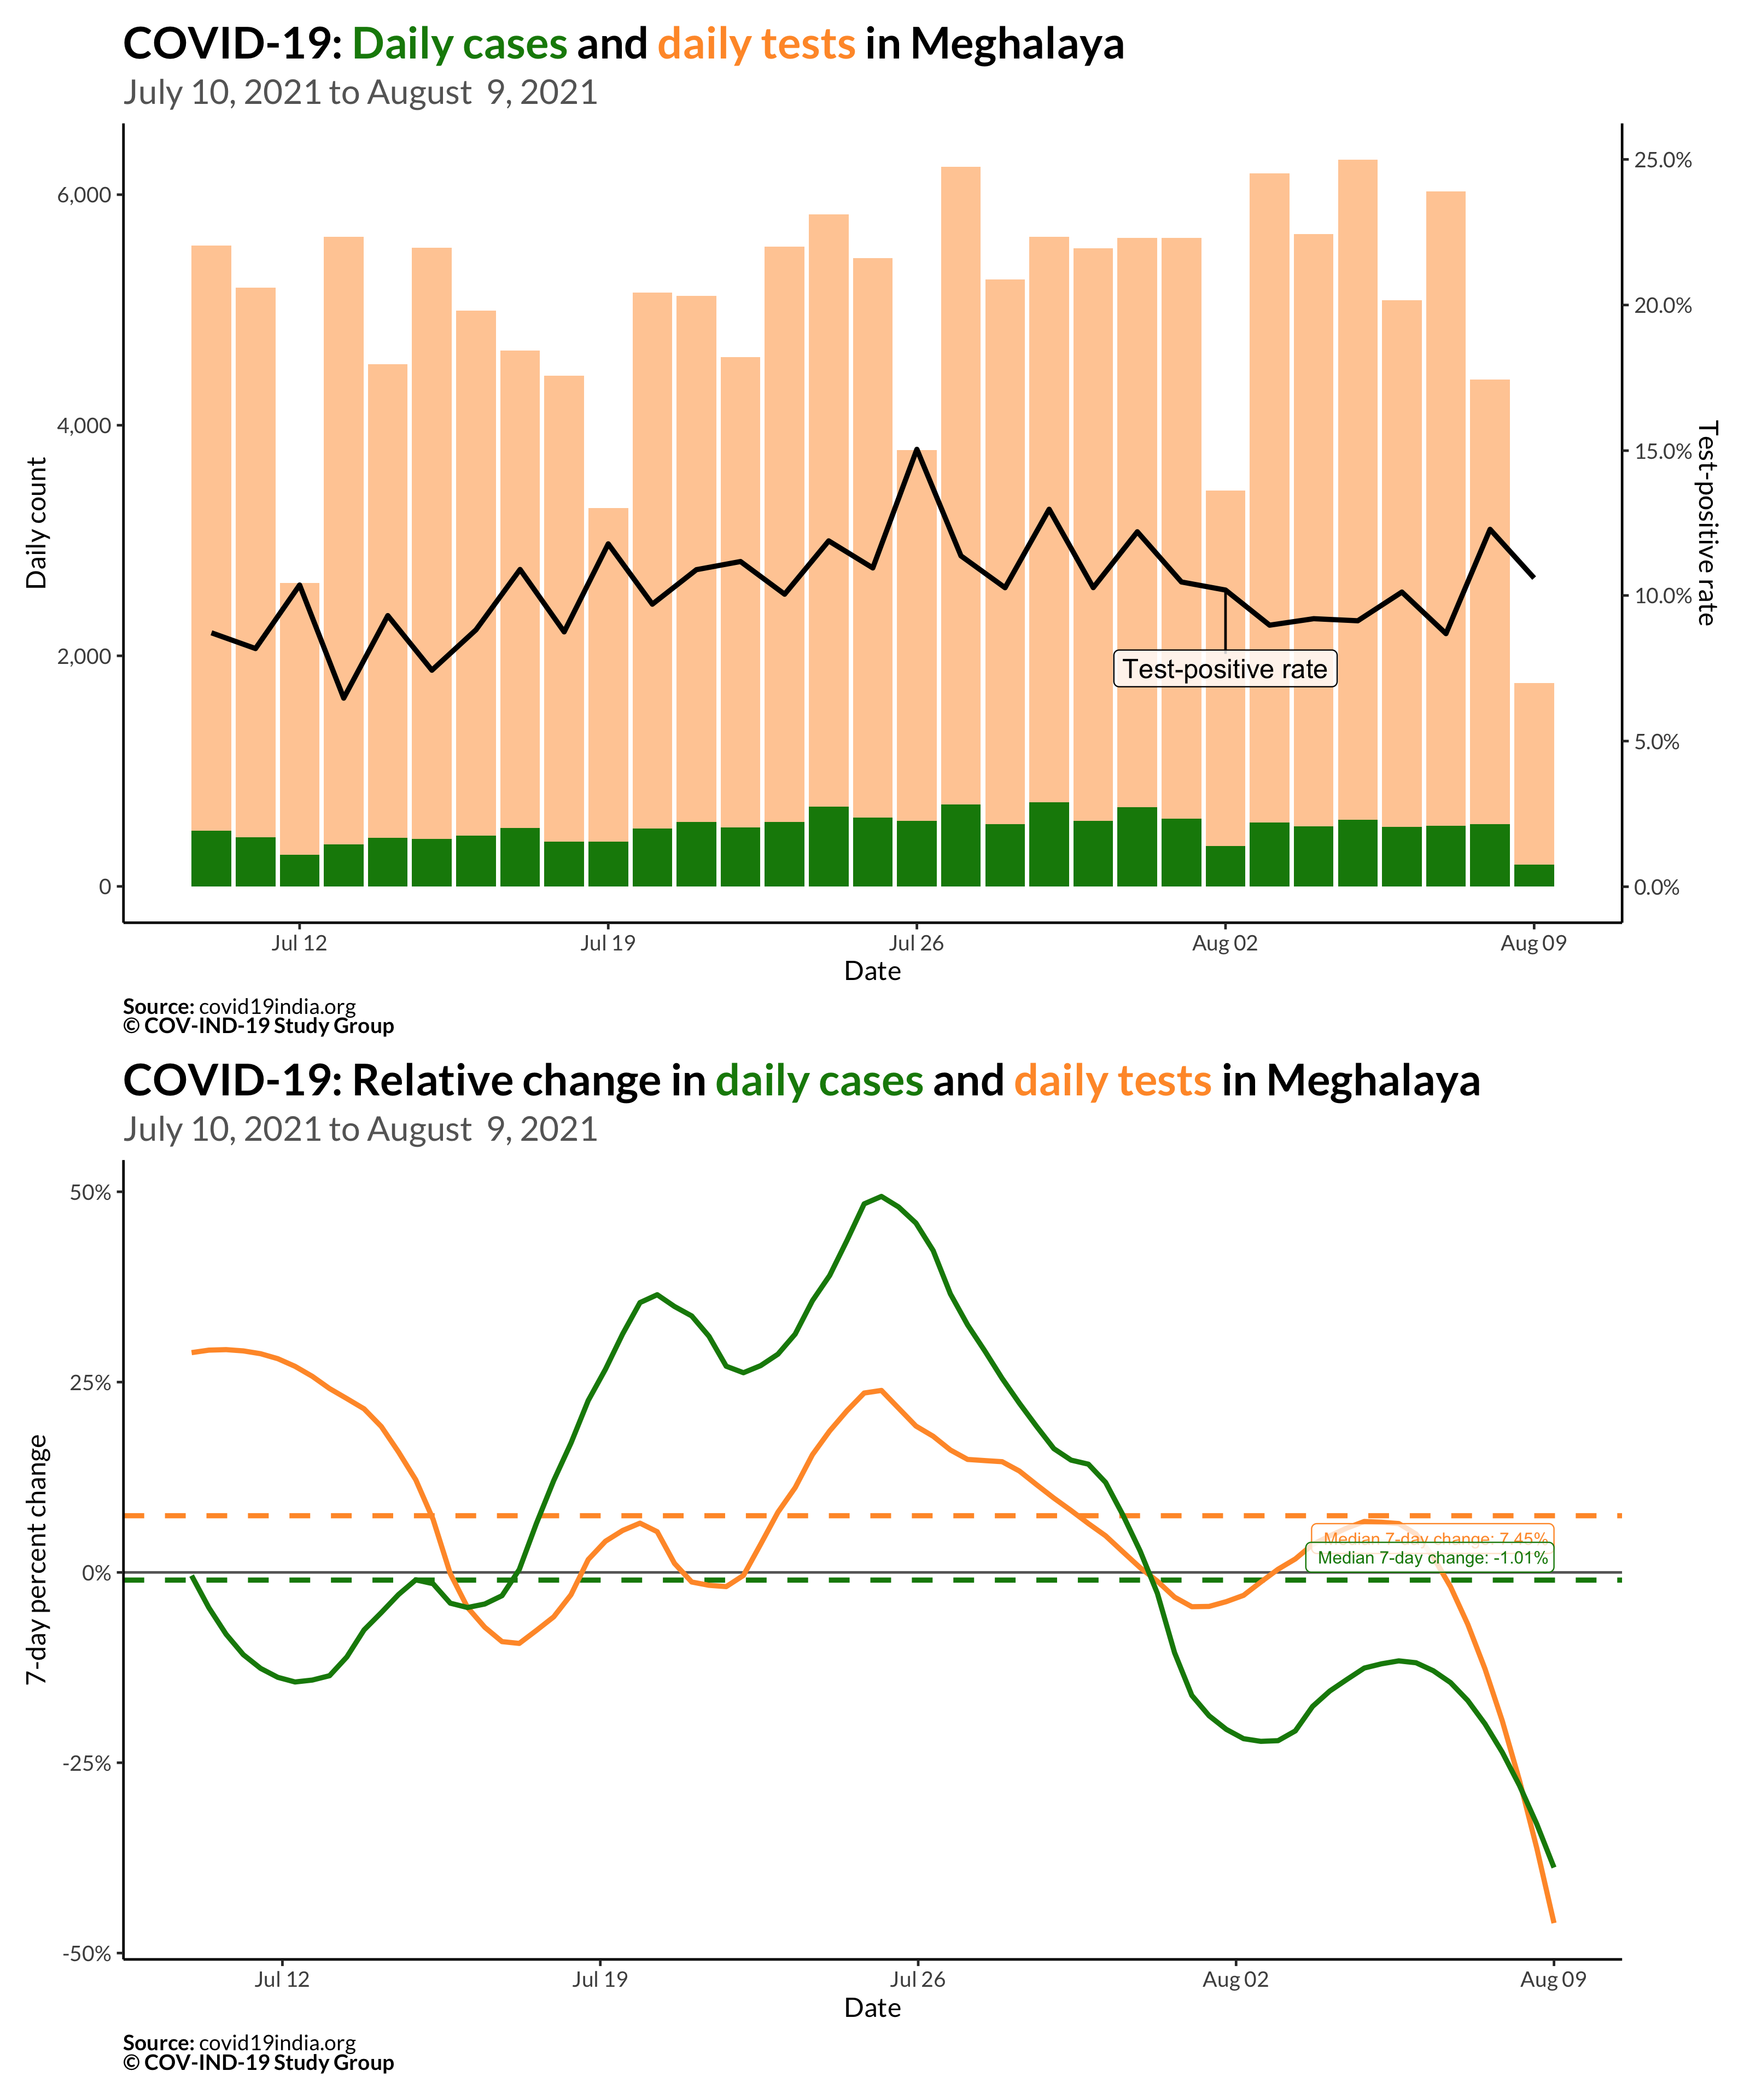 COVID-19: Daily cases and daily tests in Meghalaya
July 10, 2021 to August  9, 2021
6,000
4,000
2,000
0
Daily count
25.0%
20.0%
15.0%
10.0%
5.0%
0.0%
Test-positive rate
Test-positive rate
Jul 12
Jul 19
Jul 26
Aug 02
Aug 09
Date
Source: covid19india.org
© COV-IND-19 Study Group
COVID-19: Relative change in daily cases and daily tests in Meghalaya
July 10, 2021 to August  9, 2021
50%
25%
0%
-25%
-50%
7-day percent change
Median 7-day change: 7.45%
Median 7-day change: -1.01%
Jul 12
Jul 19
Jul 26
Aug 02
Aug 09
Date
Source: covid19india.org
© COV-IND-19 Study Group